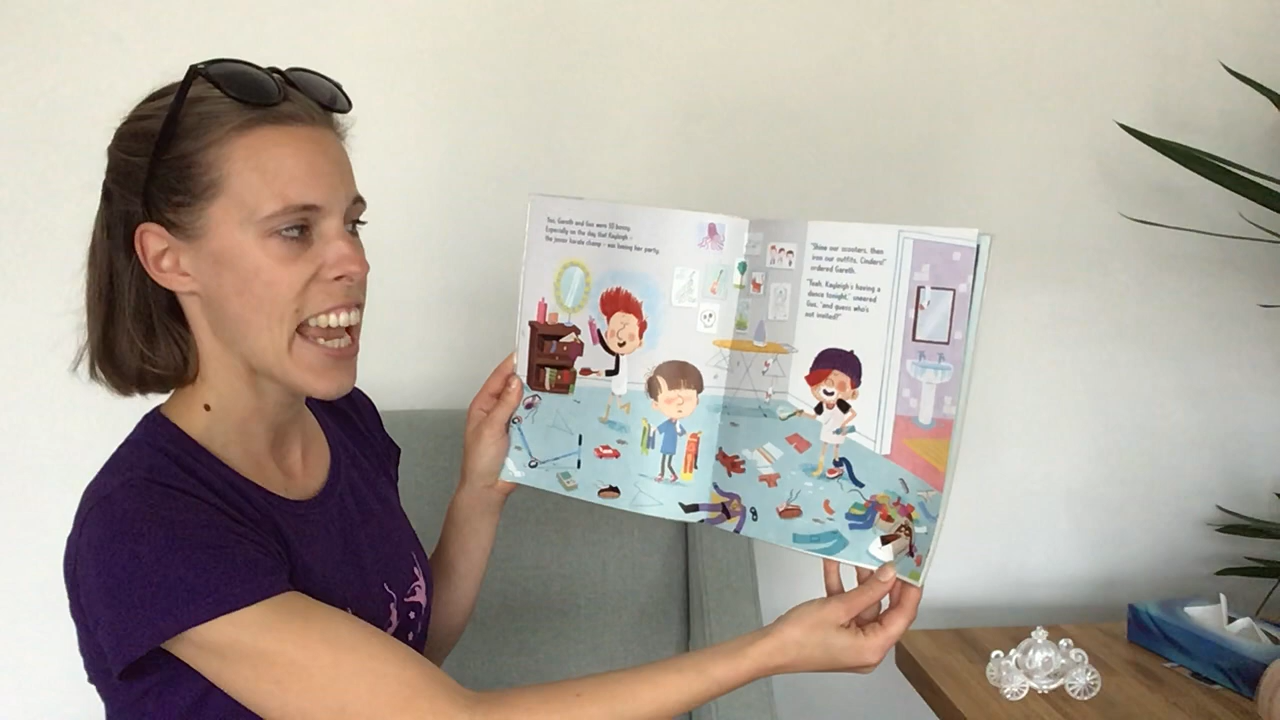 Yes, Gareth and Gus were SO bossy.
Especially on the day that Kayleigh –
the junior karate champ – was having her party.
"Shine our scooters, then
iron our outfits, Cinders!"
ordered Gareth.
"Yeah, Kayleigh's having a
dance tonight," sneered
Gus, "and guess who's
not invited?"